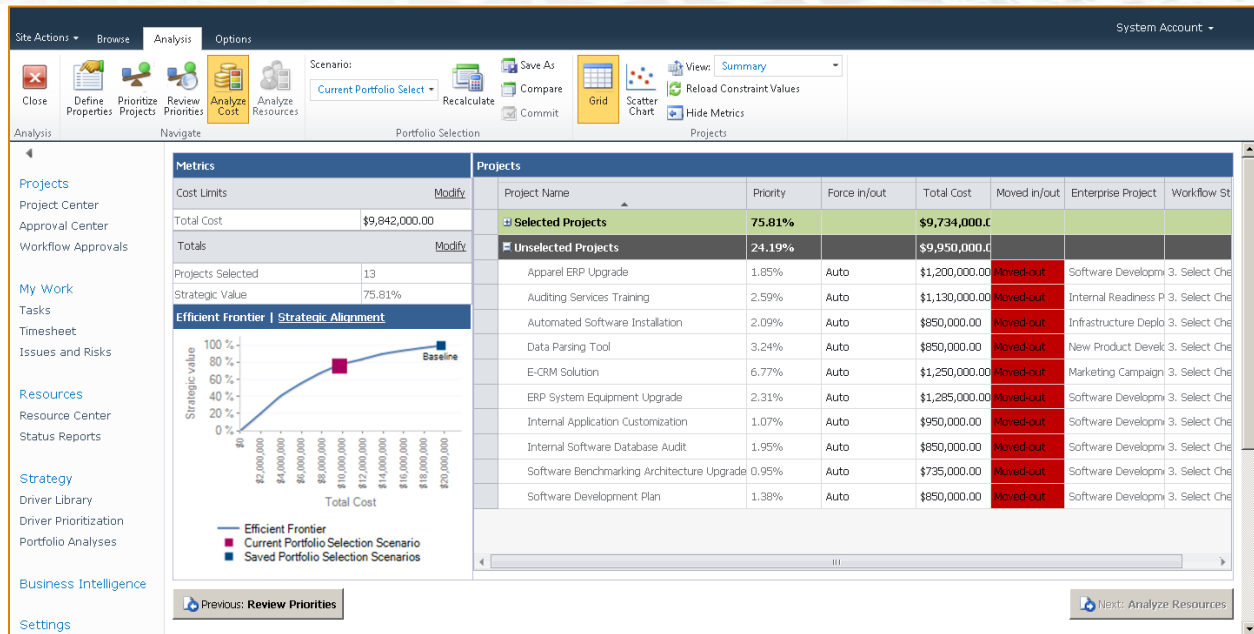 System Account
Site Actions Browse Analysis Options
Close
Define Properties
Prioritize Projects
Review Priorities
Analyze Cost
Analyze Resources
Scenario:
Current Portfolio Select
Recalculate
Save As
Compare
Commit
Grid
Scatter Chart
View: Summary
Reload Constraint Values
Hide Metrics
Analysis Navigate Portfolio Selection Projects
Projects
Project Center
Approval Center
Workflow Approvals
My Work
Tasks
Timesheet
Issues and Risks
Resources
Resource Center
Status Reports
Strategy
Driver Library
Driver Prioritization
Portfolio Analyses
Business Intelligence
Settings
Metrics
Cost Limits Modify
Total Cost $9,842,000.00
Totals Modify
Projects Selected 13
Strategic Value 75.81%
Efficient Frontier | Strategic Alignment
Strategic value
100 %
80 %
60 %
40 %
20 %
0 %
Baseline
$0 $2,000,000 $4,000,000 $6,000,000 $8,000,000 $10,000,000 $12,000,000 $14,000,000 $16,000,000 $18,000,000 $20,000,000
Total Cost
Efficient Frontier
Current Portfolio Selection Scenario
Saved Portfolio Selection Scenarios
Projects
Project Name Priority Force in/out Total Cost Moved in/out Enterprise Project Workflow St
Selected Projects 75.81% $9,734,000.0
Unselected Projects 24.19% $9,950,000.0
Apparel ERP Upgrade 1.85% Auto $1,200,000.00 Moved-out Software Developme 3. Select Che
Auditing Services Training 2.59% Auto $1,130,000.00 Moved-out Internal Readiness P 3. Select Che
Automated Software Installation 2.09% Auto $850,000.00 Moved-out Infrastructure Deplo 3. Select Che
Data Parsing Tool 3.24% Auto $850,000.00 Moved-out New Product Develo 3. Select Che
E-CRM Solution 6.77% Auto $1,250,000.00 Moved-out Marketing Campaign 3. Select Che
ERP System Equipment Upgrade 2.31% Auto $1,285,000.00 Moved-out Software Developme 3. Select Che
Internal Application Customization 1.07% Auto $950,000.00 Moved-out Software Developme 3. Select Che
Internal Software Database Audit 1.95% Auto $850,000.00 Moved-out Software Developme 3. Select Che
Software Benchmarking Architecture Upgrade 0.95% Auto $735,000.00 Moved-out Software Developme 3. Select Che
Software Development Plan 1.38% Auto $850,000.00 Moved-out Software Developme 3. Select Che
Previous: Review Priorities
Next: Analyze Resources